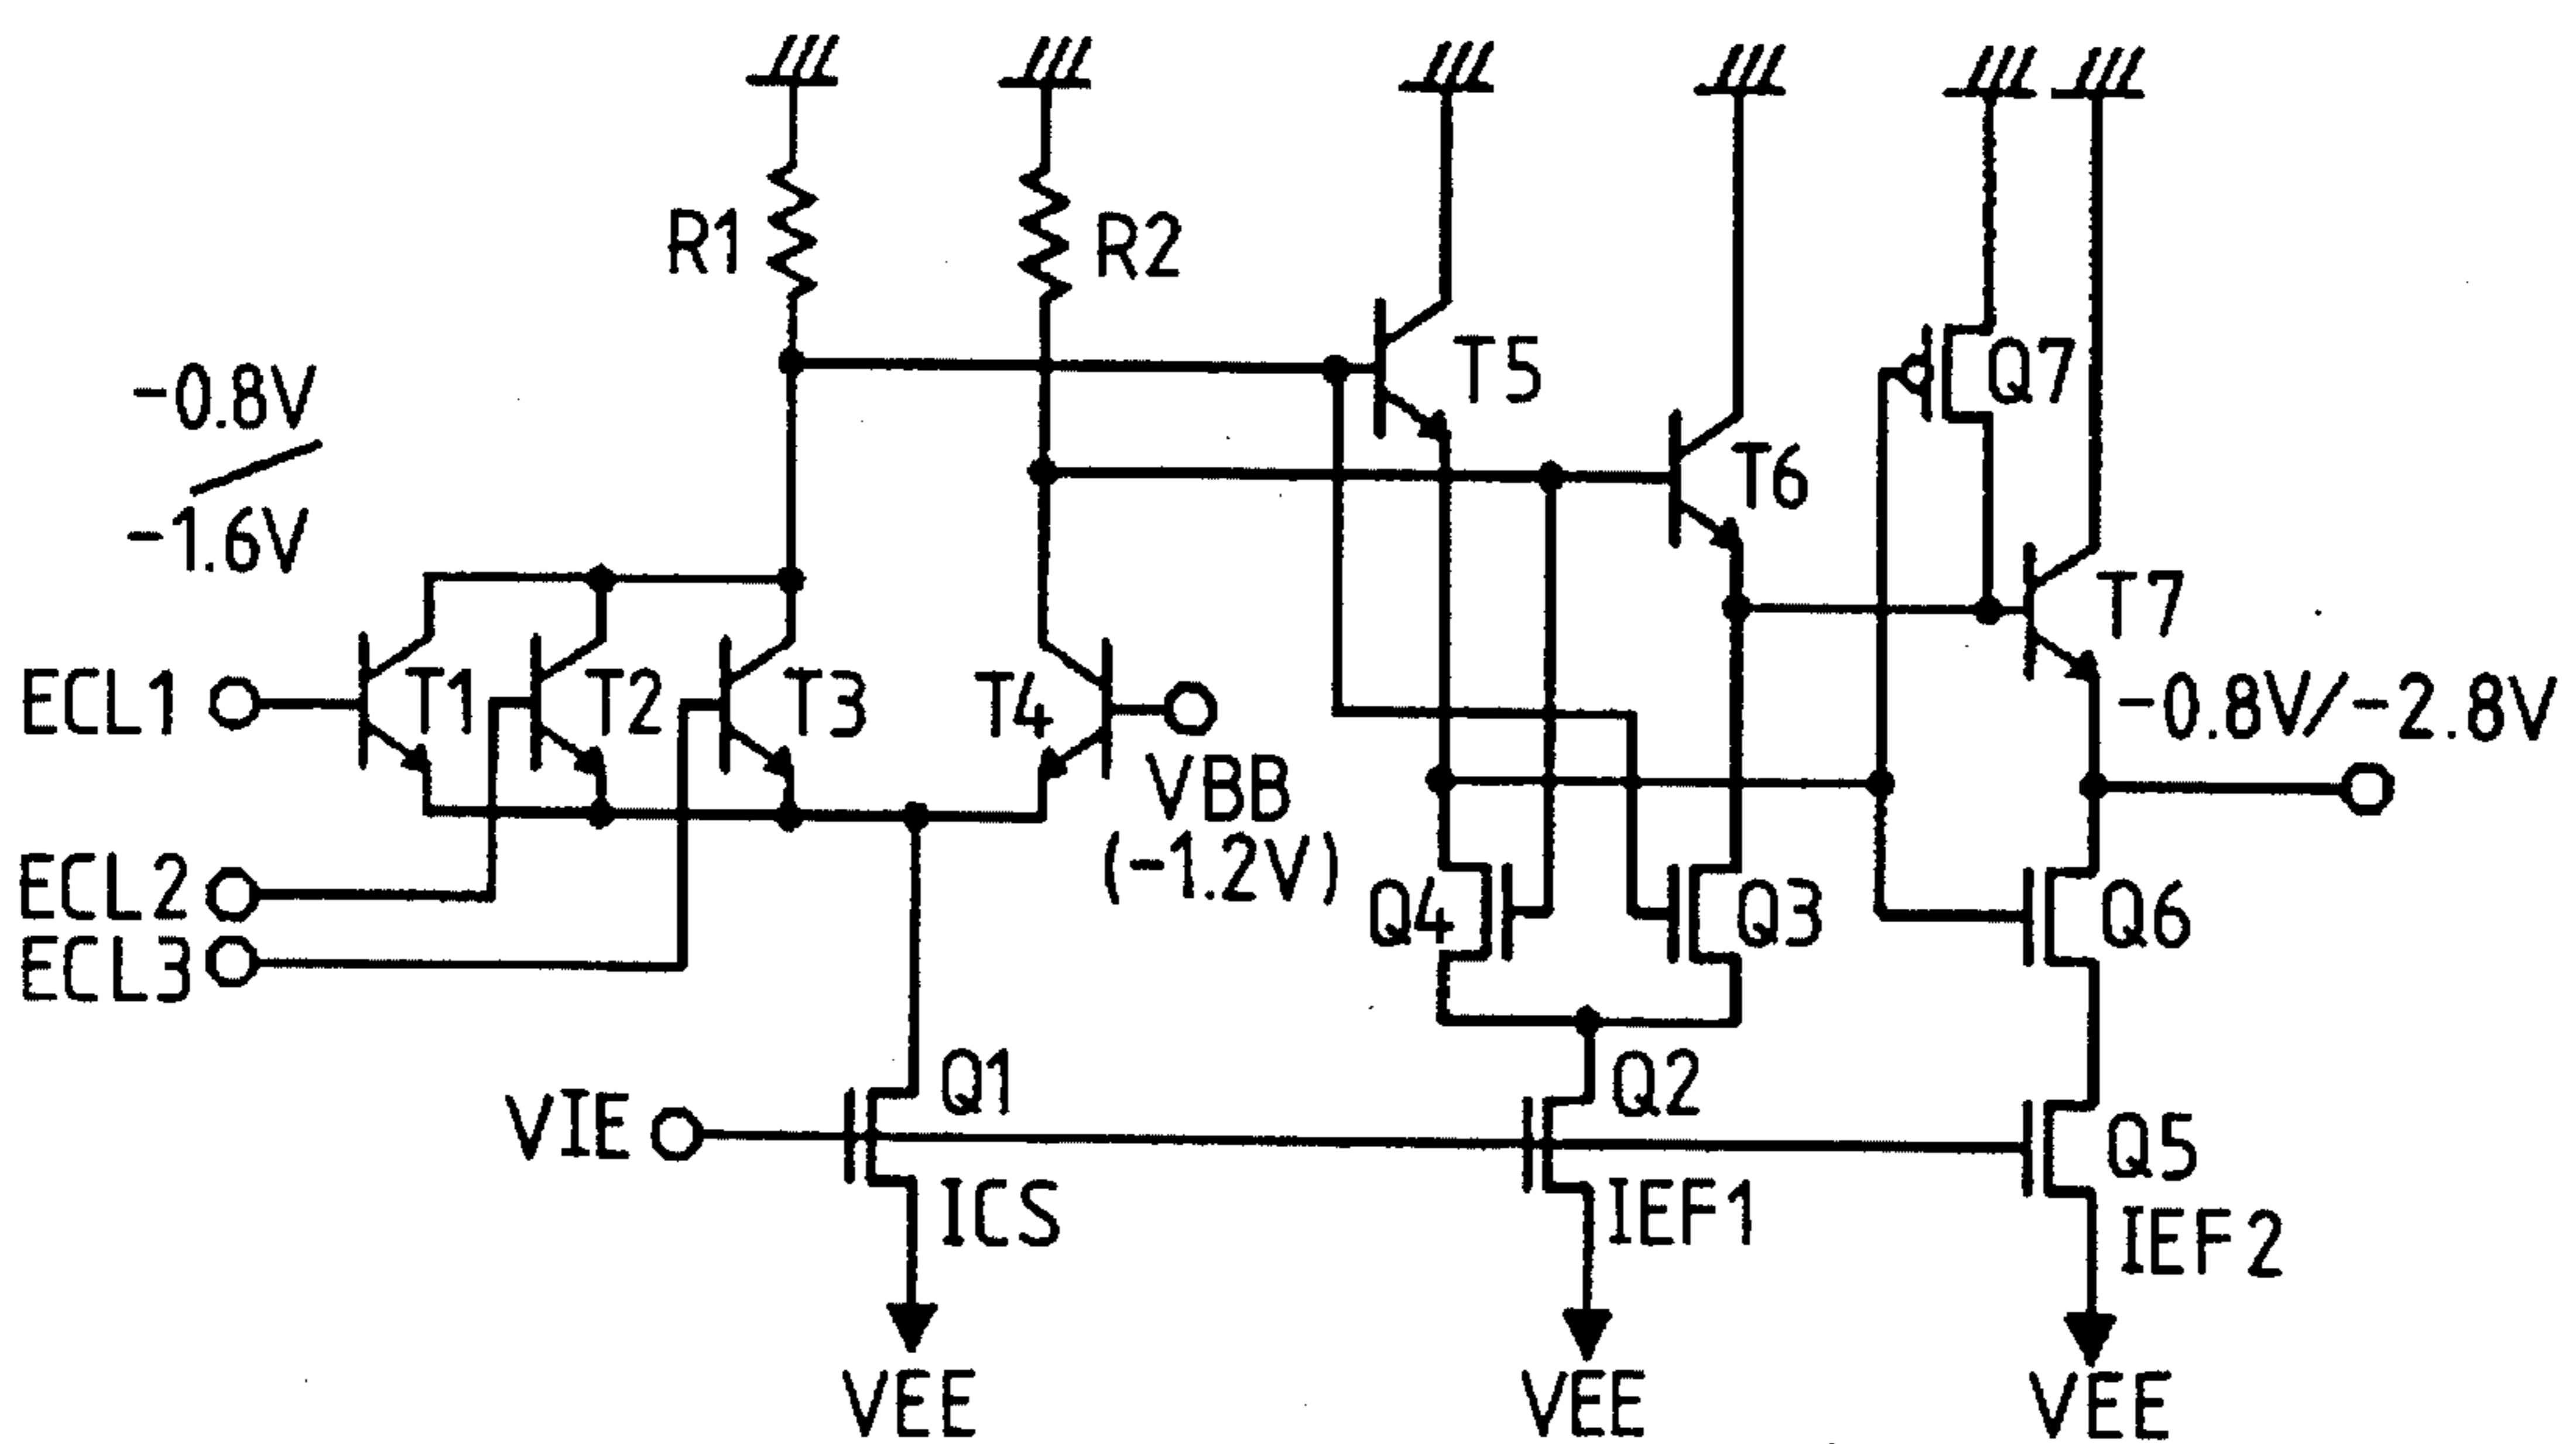 R1
R2
T5
Q7
-0.8V
/
-1.6V
T6
T7
ECL1
T1
T2
T3
T4
-0.8V/-2.8V
VBB
(-1.2V)
ECL2
Q4
Q3
Q6
ECL3
VIE
Q1
Q2
Q5
ICS
IEF1
IEF2
VEE
VEE
VEE